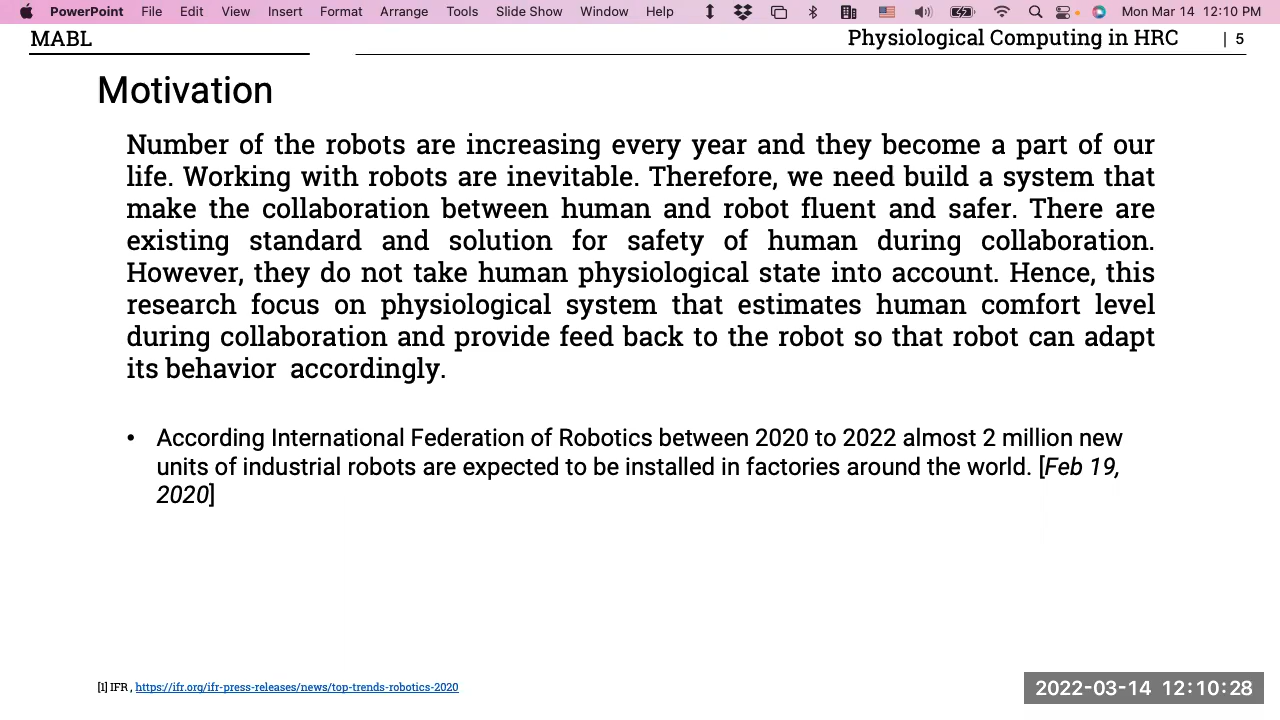 PowerPoint File Edit View Insert Format Arrange Tools Slide Show Window Help Mon Mar 14 12:10 PM
MABL
Physiological Computing in HRC | 5
Motivation
Number of the robots are increasing every year and they become a part of our
life. Working with robots are inevitable. Therefore, we need build a system that
make the collaboration between human and robot fluent and safer. There are
existing standard and solution for safety of human during collaboration.
However, they do not take human physiological state into account. Hence, this
research focus on physiological system that estimates human comfort level
during collaboration and provide feed back to the robot so that robot can adapt
its behavior accordingly.
• According International Federation of Robotics between 2020 to 2022 almost 2 million new
units of industrial robots are expected to be installed in factories around the world. [Feb 19,
2020]
[1] IFR , https://ifr.org/ifr-press-releases/news/top-trends-robotics-2020
2022-03-14 12:10:28